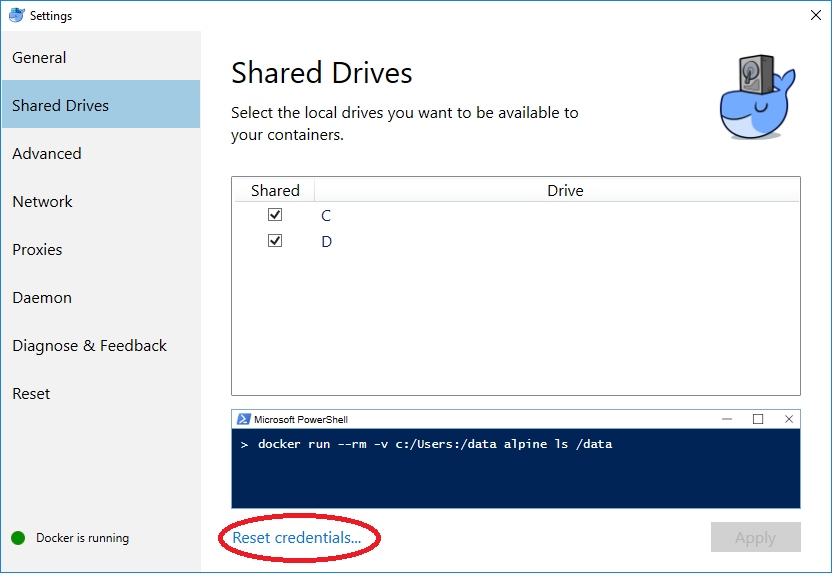 Settings
General
Shared Drives
Advanced
Network
Proxies
Daemon
Diagnose & Feedback
Reset
Docker is running
Shared Drives
Select the local drives you want to be available to
your containers.
Shared Drive
C
D
Microsoft PowerShell
> docker run --rm -v c:/Users:/data alpine ls /data
Reset credentials...
Apply